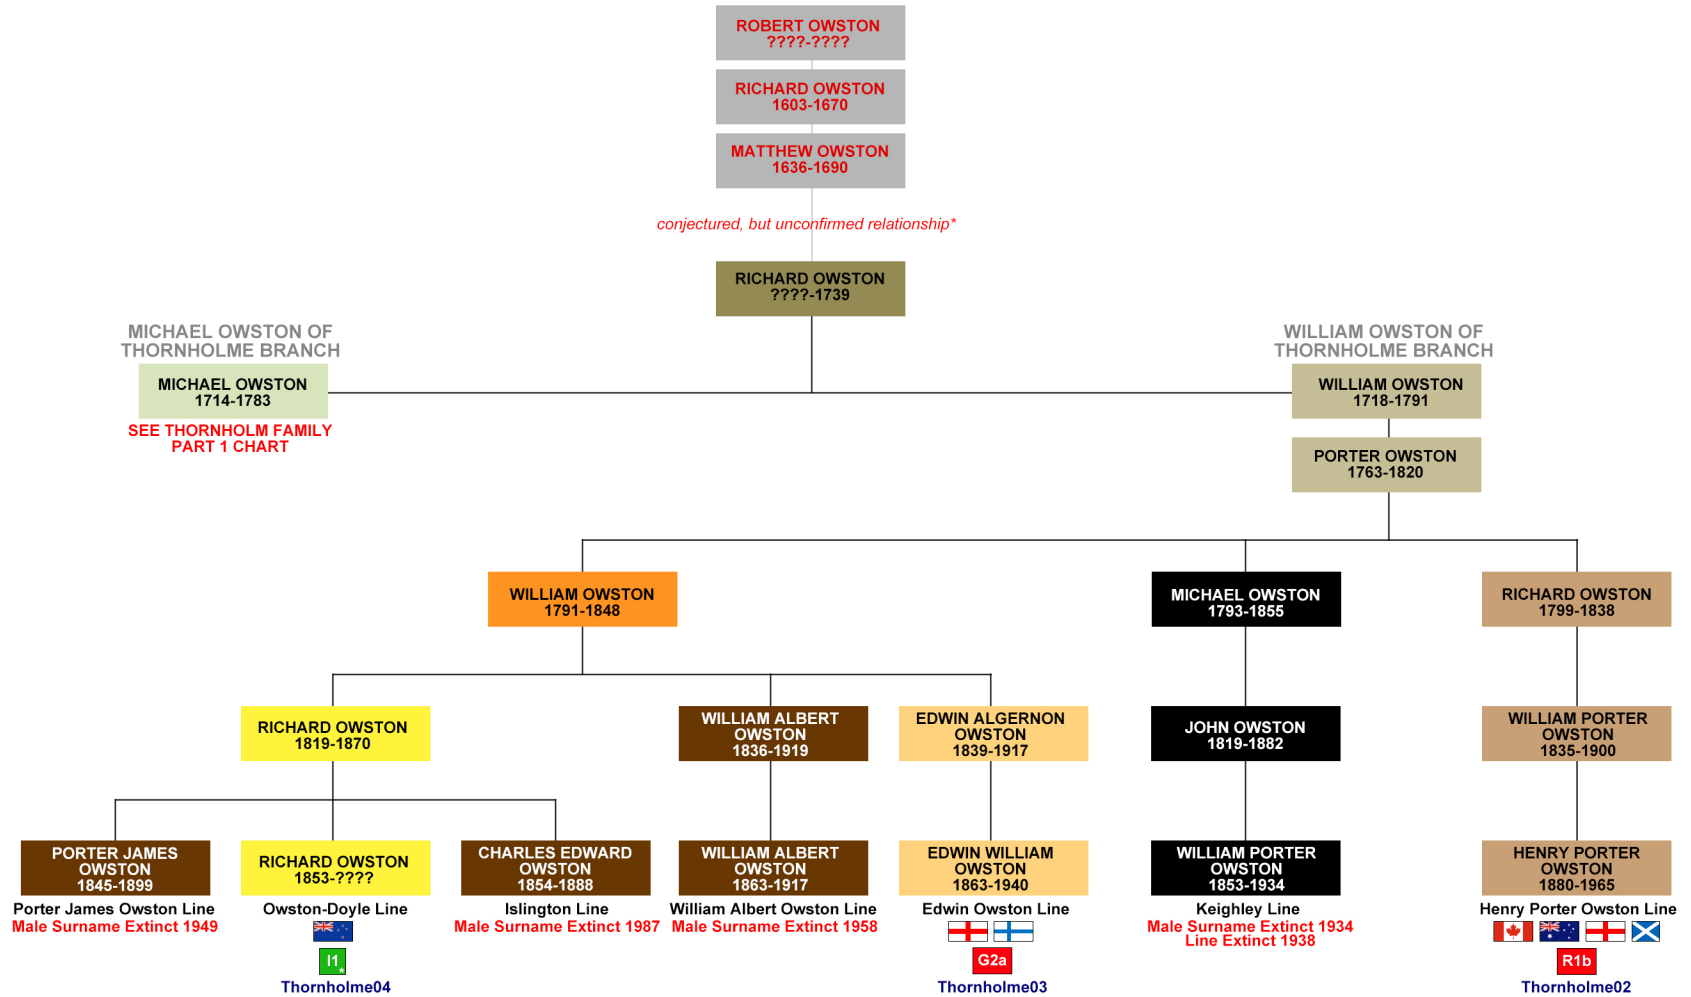 ROBERT OWSTON
????-????
RICHARD OWSTON
1603-1670
MATTHEW OWSTON
1636-1690
conjectured, but unconfirmed relationship*
RICHARD OWSTON
????-1739
MICHAEL OWSTON OF
THORNHOLME BRANCH
WILLIAM OWSTON OF
THORNHOLME BRANCH
MICHAEL OWSTON
1714-1783
SEE THORNHOLM FAMILY
PART 1 CHART
WILLIAM OWSTON
1718-1791
PORTER OWSTON
1763-1820
WILLIAM OWSTON
1791-1848
MICHAEL OWSTON
1793-1855
RICHARD OWSTON
1799-1838
RICHARD OWSTON
1819-1870
WILLIAM ALBERT
OWSTON
1836-1919
EDWIN ALGERNON
OWSTON
1839-1917
JOHN OWSTON
1819-1882
WILLIAM PORTER
OWSTON
1835-1900
PORTER JAMES
OWSTON
1845-1899
Porter James Owston Line
Male Surname Extinct 1949
RICHARD OWSTON
1853-????
Owston-Doyle Line
I1*
Thornholme04
CHARLES EDWARD
OWSTON
1854-1888
Islington Line
Male Surname Extinct 1987
WILLIAM ALBERT
OWSTON
1863-1917
William Albert Owston Line
Male Surname Extinct 1958
EDWIN WILLIAM
OWSTON
1863-1940
Edwin Owston Line
G2a
Thornholme03
WILLIAM PORTER
OWSTON
1853-1934
Keighley Line
Male Surname Extinct 1934
Line Extinct 1938
HENRY PORTER
OWSTON
1880-1965
Henry Porter Owston Line
R1b
Thornholme02